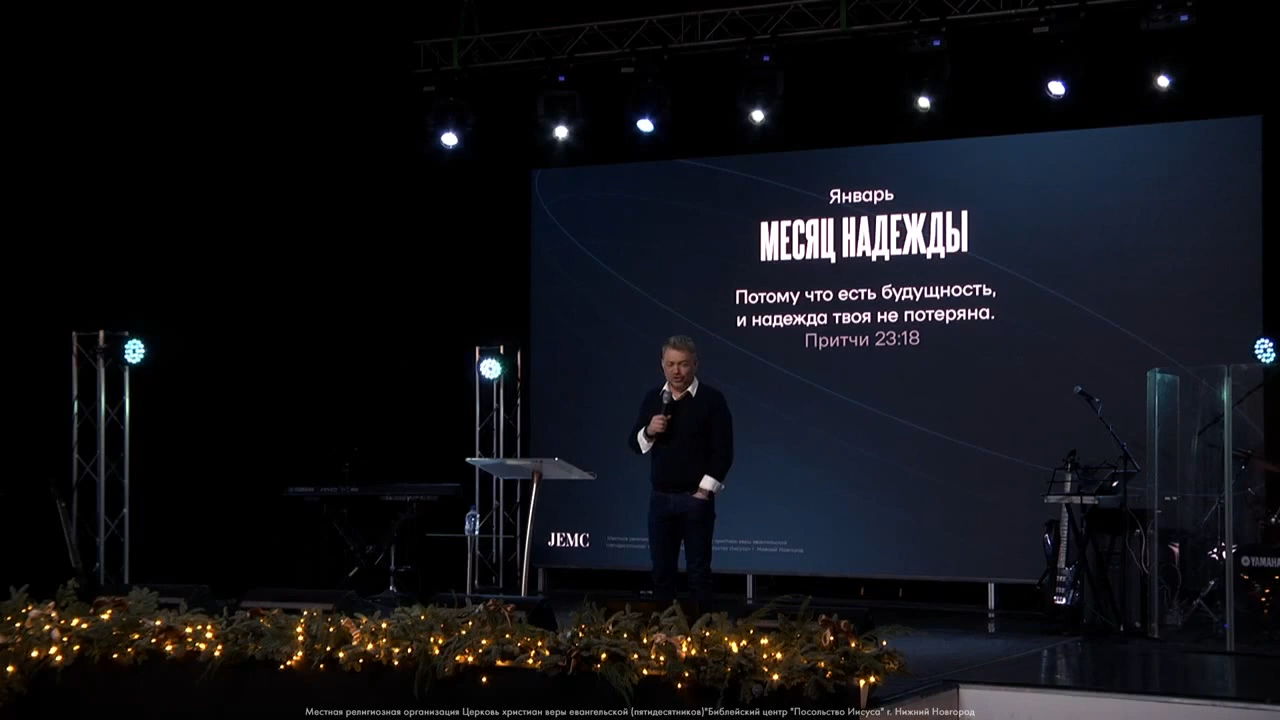 Январь
МЕСЯЦ НАДЕЖДЫ
Потому что есть будущность,
и надежда твоя не потеряна.
Притчи 23:18
JEMC
YAMAHA
Местная религиозная организация Церковь христиан веры евангельской (пятидесятников)"Библейский центр "Посольство Иисуса" г. Нижний Новгород